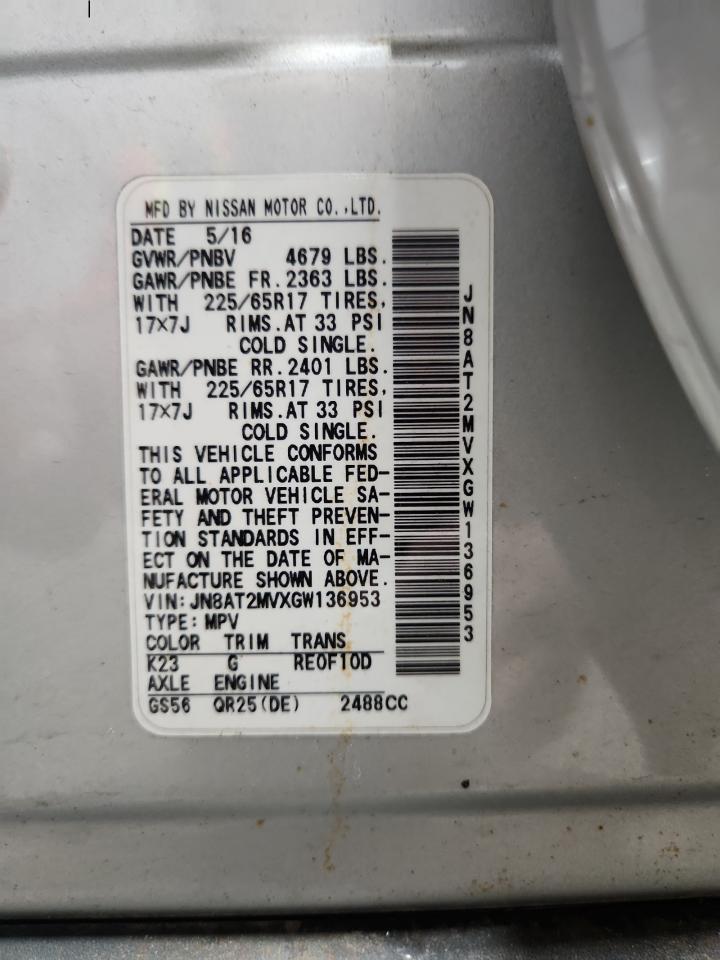 MFD BY NISSAN MOTOR CO.,LTD.
DATE 5/16
GVWR/PNBV 4679 LBS.
GAWR/PNBE FR.2363 LBS.
WITH 225/65R17 TIRES,
17×7J RIMS.AT 33 PSI
COLD SINGLE.
GAWR/PNBE RR.2401 LBS.
WITH 225/65R17 TIRES,
17×7J RIMS.AT 33 PSI
COLD SINGLE.
THIS VEHICLE CONFORMS
TO ALL APPLICABLE FED-
ERAL MOTOR VEHICLE SA-
FETY AND THEFT PREVEN-
TION STANDARDS IN EFF-
ECT ON THE DATE OF MA-
NUFACTURE SHOWN ABOVE.
VIN:JN8AT2MVXGW136953
TYPE:MPV
COLOR TRIM TRANS
K23 G RE0F10D
AXLE ENGINE
GS56 QR25(DE) 2488CC
JN8AT2MVXGW136953